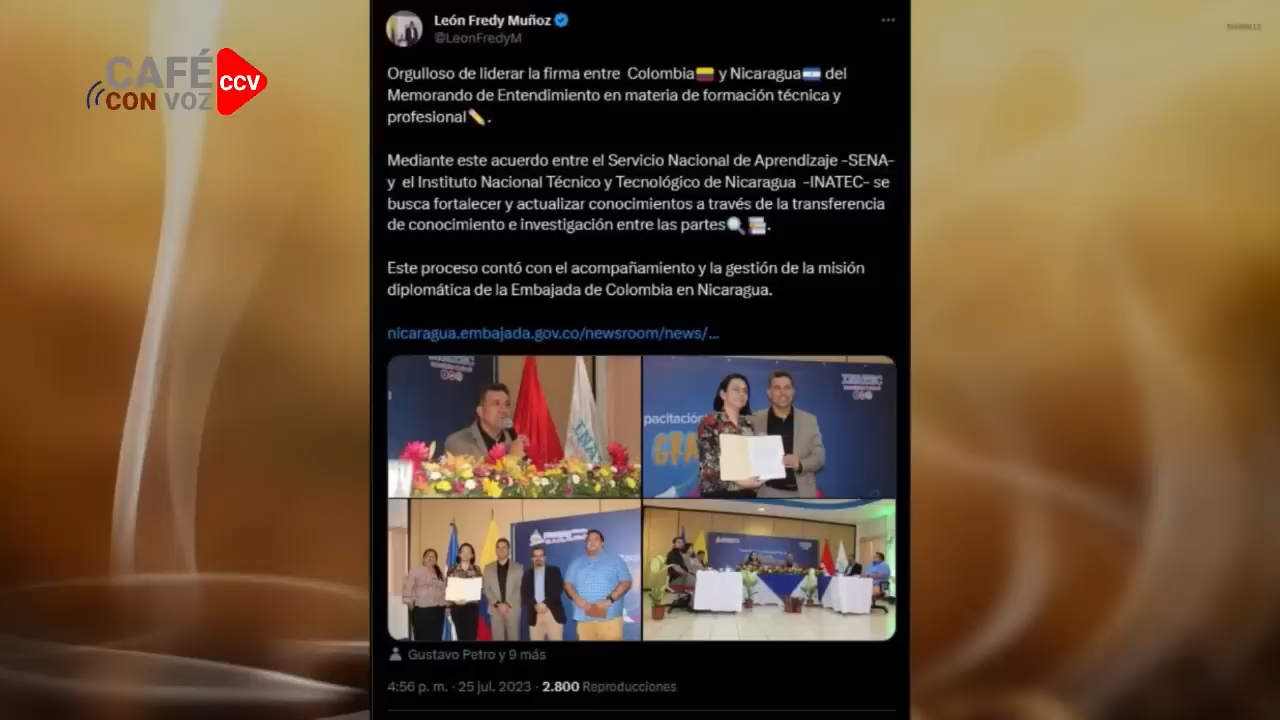 León Fredy Muñoz
@LeonFredyM
CAFÉ
CON VOZ
CCV
Orgulloso de liderar la firma entre Colombia🇨🇴 y Nicaragua🇳🇮 del
Memorando de Entendimiento en materia de formación técnica y
profesional✏️.
Mediante este acuerdo entre el Servicio Nacional de Aprendizaje -SENA-
y el Instituto Nacional Técnico y Tecnológico de Nicaragua -INATEC- se
busca fortalecer y actualizar conocimientos a través de la transferencia
de conocimiento e investigación entre las partes🔍📚.
Este proceso contó con el acompañamiento y la gestión de la misión
diplomática de la Embajada de Colombia en Nicaragua.
nicaragua.embajada.gov.co/newsroom/news/...
pacitación
GRA
INA
Gustavo Petro y 9 más
4:56 p. m. · 25 jul. 2023 · 2.800 Reproducciones